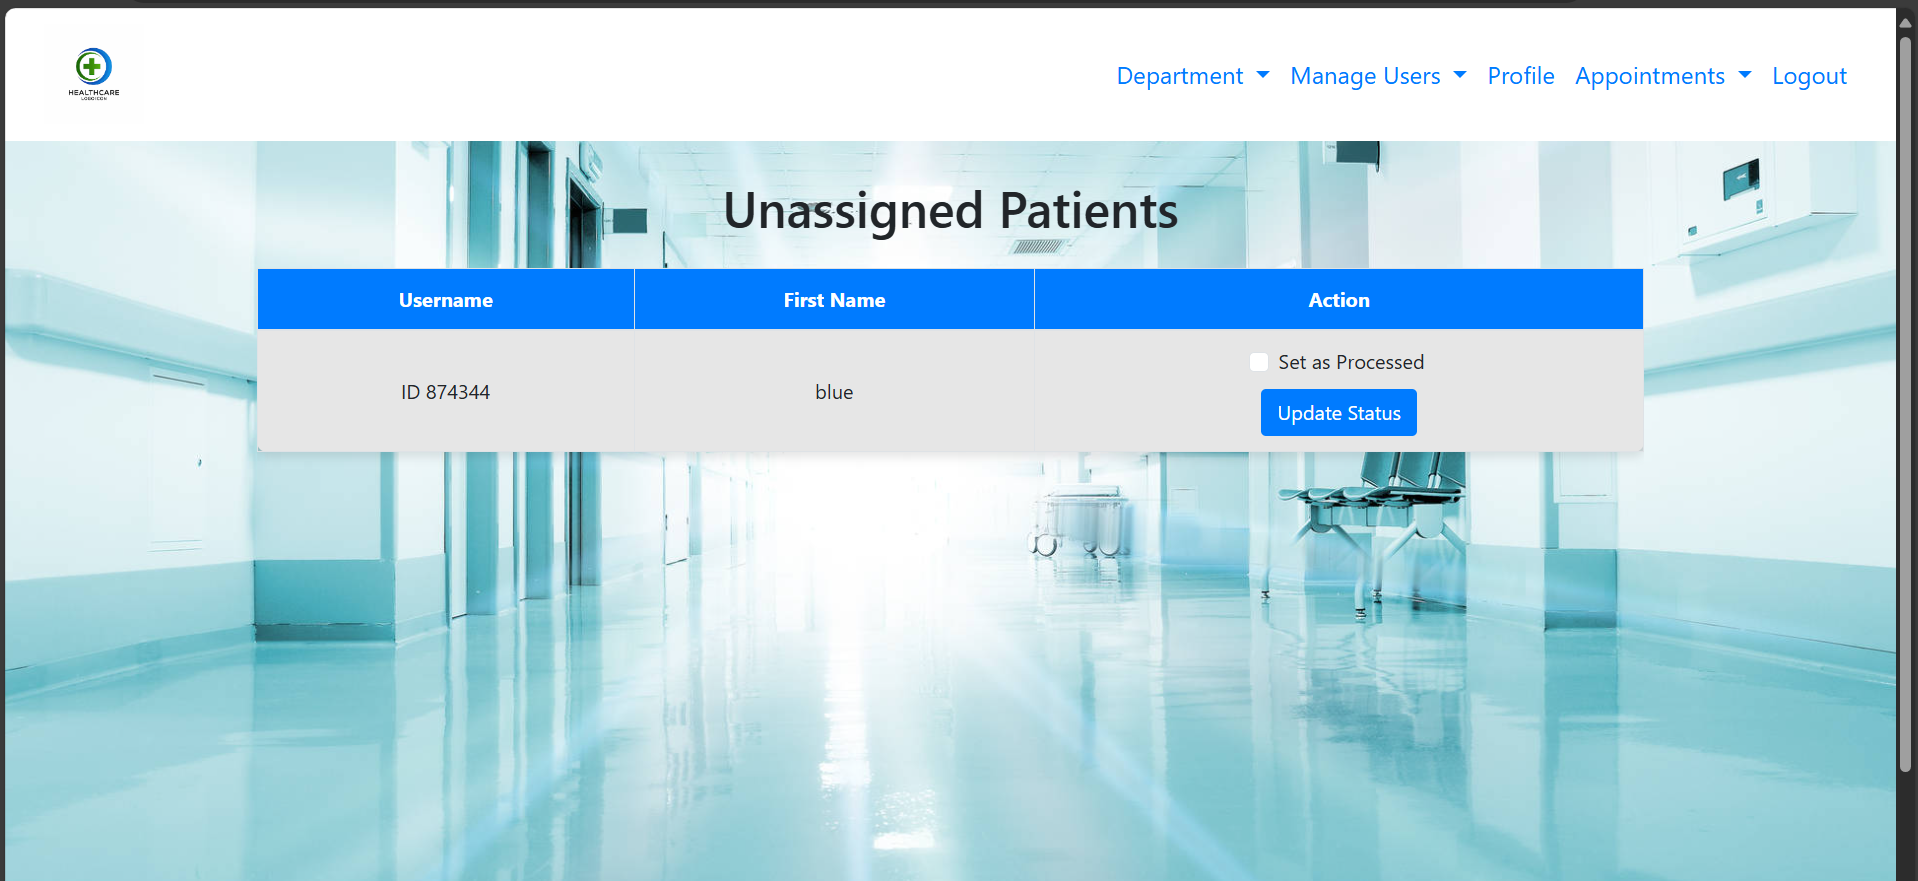 HEALTHCARE
Department Manage Users Profile Appointments Logout
Unassigned Patients
Username First Name Action
Set as Processed
ID 874344 blue
Update Status